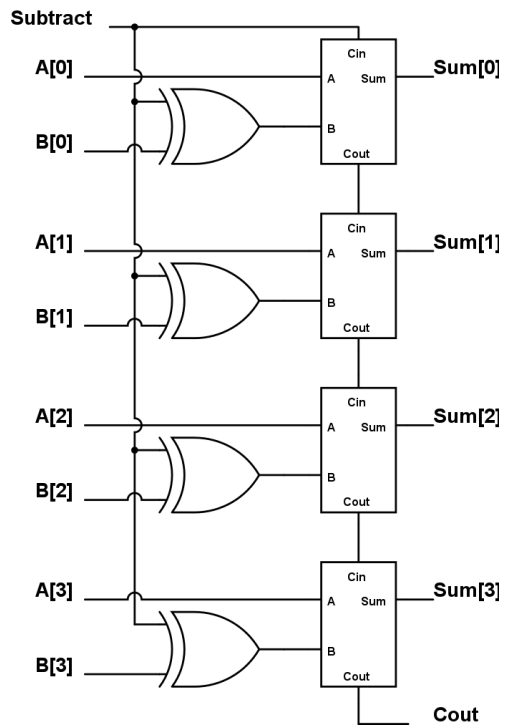 Subtract
Cin
A[0] A Sum Sum[0]
B[0] B
Cout
Cin
A[1] A Sum Sum[1]
B[1] B
Cout
Cin
A[2] A Sum Sum[2]
B[2] B
Cout
Cin
A[3] A Sum Sum[3]
B[3] B
Cout
Cout